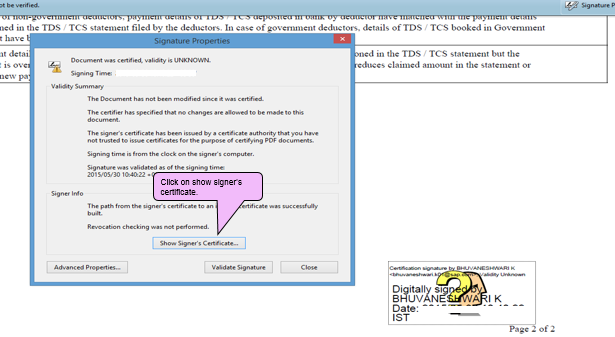 ot be verified.
Signature P
of non-government deductors, payment details of TDS / TCS deposited in bank by deductor have matched with the payment details
ned in the TDS / TCS statement filed by the deductors. In case of government deductors, details of TDS / TCS booked in Government
t have b
Signature Properties
nt detai
oned in the TDS / TCS statement but the
t is over
reduces claimed amount in the statement or
new pay
Document was certified, validity is UNKNOWN.
Signing Time:
Validity Summary
The Document has not been modified since it was certified.
The certifier has specified that no changes are allowed to be made to this
document.
The signer's certificate has been issued by a certificate authority that you have
not trusted to issue certificates for the purpose of certifying PDF documents.
Signing time is from the clock on the signer's computer.
Signature was validated as of the signing time:
2015/05/30 10:40:22
Click on show signer's
certificate.
Signer Info
The path from the signer's certificate to an certificate was successfully
built.
Revocation checking was not performed.
Show Signer's Certificate...
Advanced Properties...
Validate Signature
Close
Certification signature by BHUVANESHWARI K
Validity Unknown
Digitally signed by
BHUVANESHWARI K
Date:
IST
Page 2 of 2